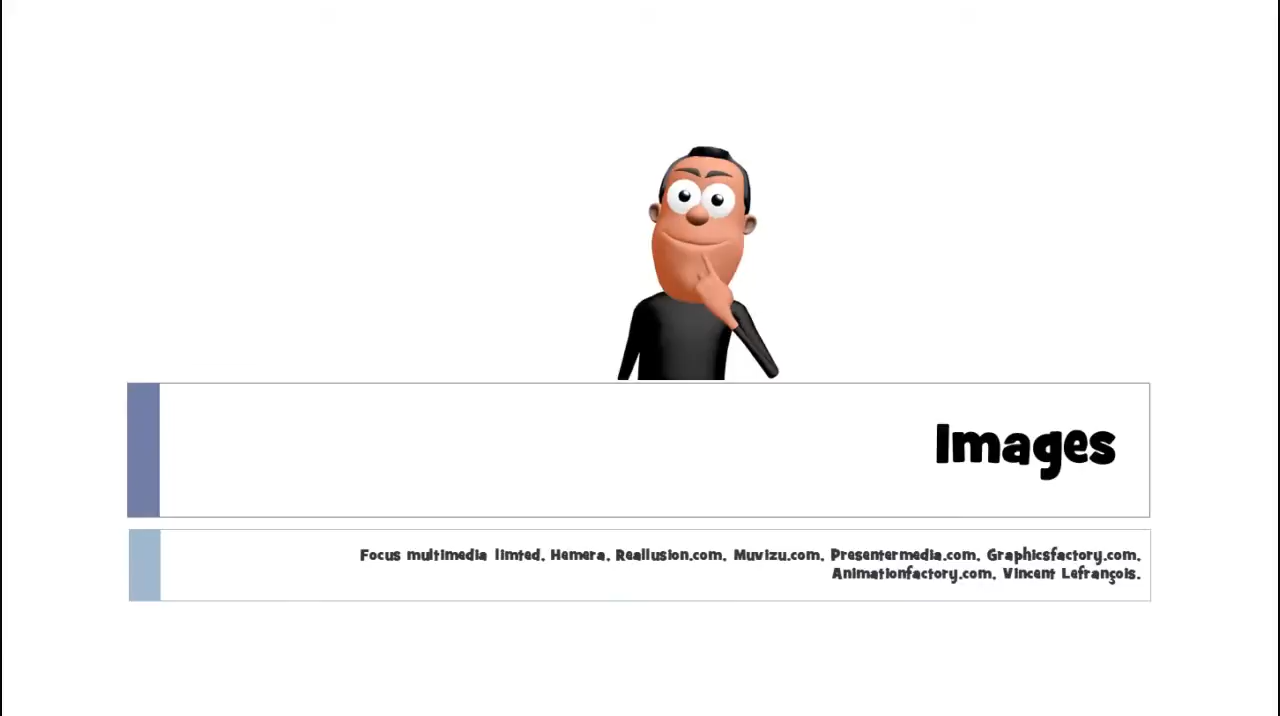 Images
Focus multimedia limted, Hemera, Reallusion.com, Muvizu.com, Presentermedia.com, Graphicsfactory.com,
Animationfactory.com, Vincent Lefrançois.